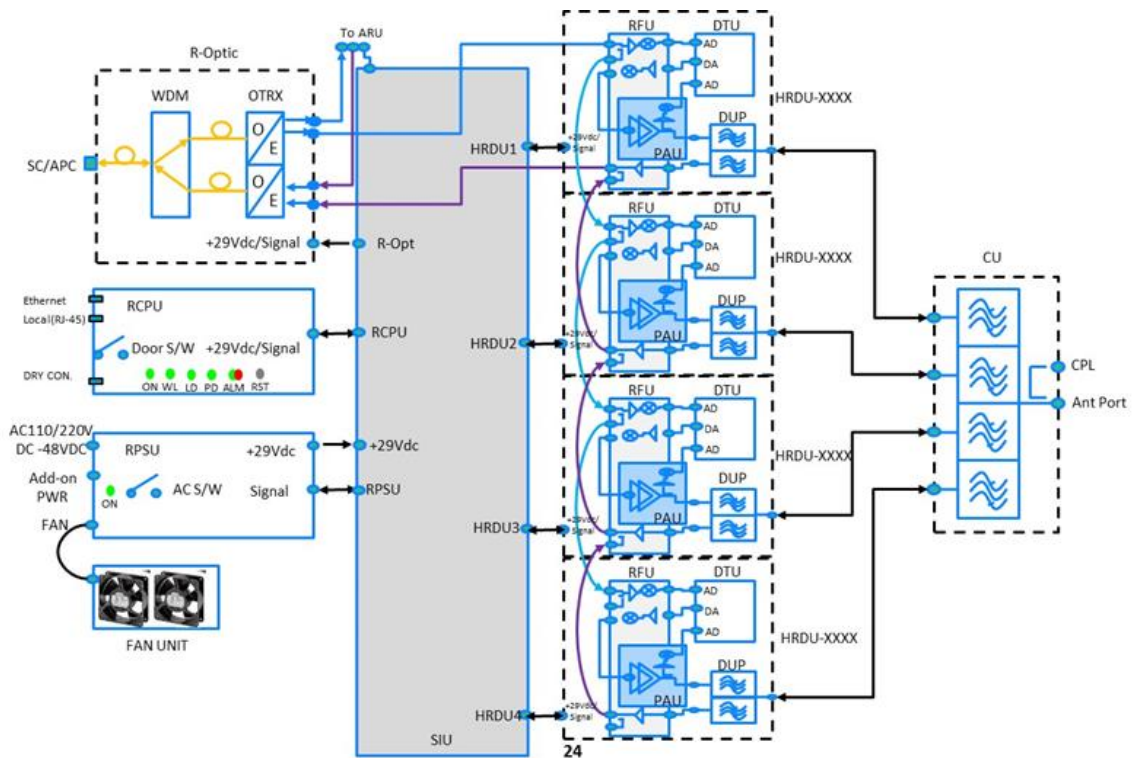 To ARU
R-Optic
WDM
OTRX
O
E
O
E
SC/APC
+29Vdc/Signal
R-Opt
Ethernet
Local(RJ-45)
RCPU
Door S/W
+29Vdc/Signal
DRY CON.
ON WL LD PD ALM RST
RCPU
AC110/220V
DC -48VDC
RPSU
+29Vdc
+29Vdc
Add-on
PWR
ON
AC S/W
Signal
RPSU
FAN
FAN UNIT
SIU
HRDU1
HRDU2
HRDU3
HRDU4
RFU
DTU
AD
DA
AD
HRDU-XXXX
+29Vdc/
Signal
DUP
PAU
RFU
DTU
AD
DA
AD
HRDU-XXXX
+29Vdc/
Signal
DUP
PAU
RFU
DTU
AD
DA
AD
HRDU-XXXX
+29Vdc/
Signal
DUP
PAU
RFU
DTU
AD
DA
AD
HRDU-XXXX
+29Vdc/
Signal
DUP
PAU
CU
CPL
Ant Port
24